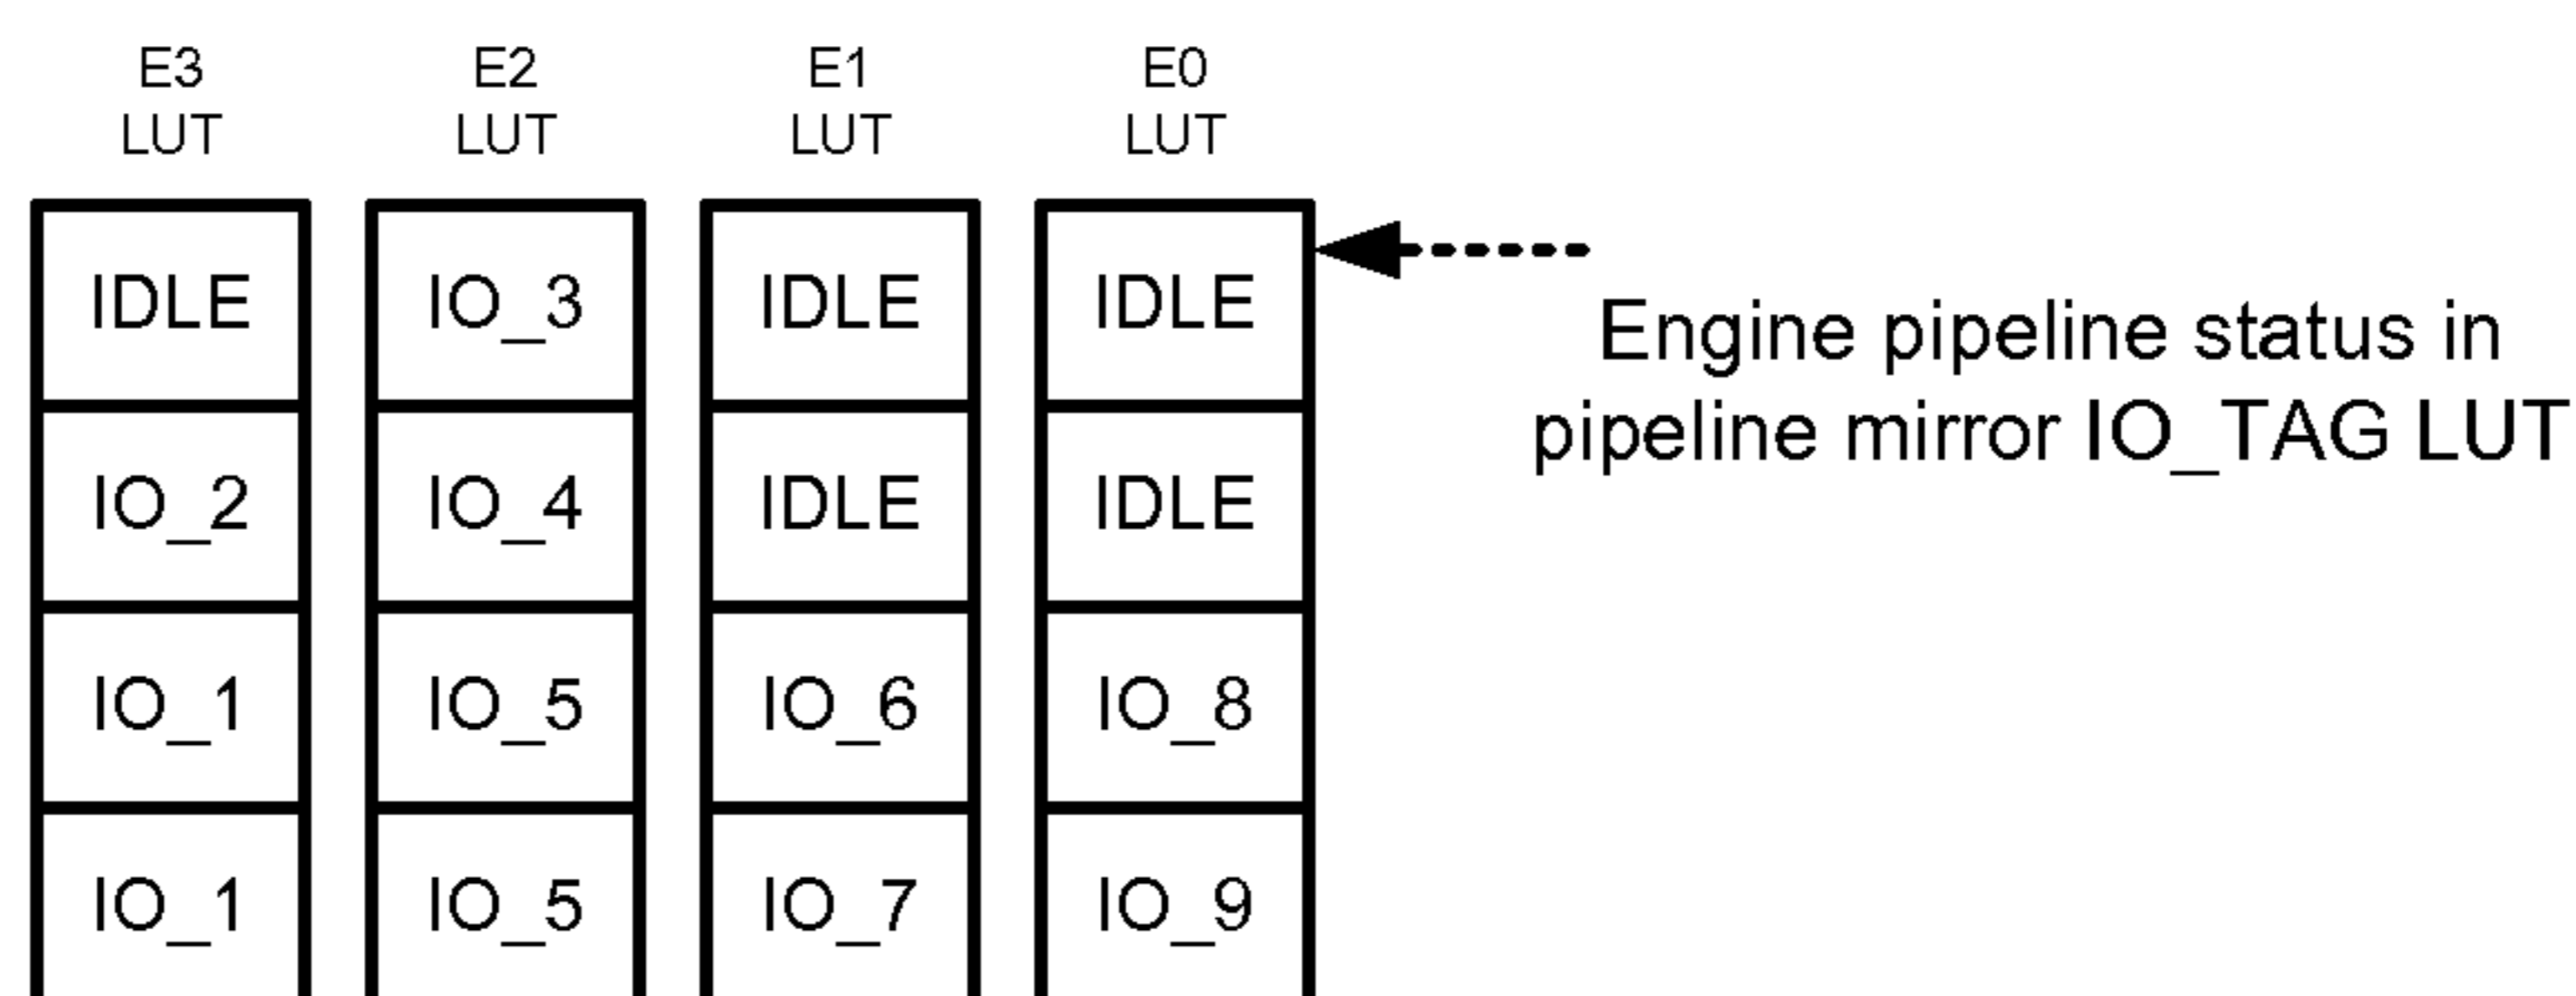 E3 E2 E1 E0
LUT LUT LUT LUT
IDLE IO_3 IDLE IDLE
Engine pipeline status in
pipeline mirror IO_TAG LUT
IO_2 IO_4 IDLE IDLE
IO_1 IO_5 IO_6 IO_8
IO_1 IO_5 IO_7 IO_9